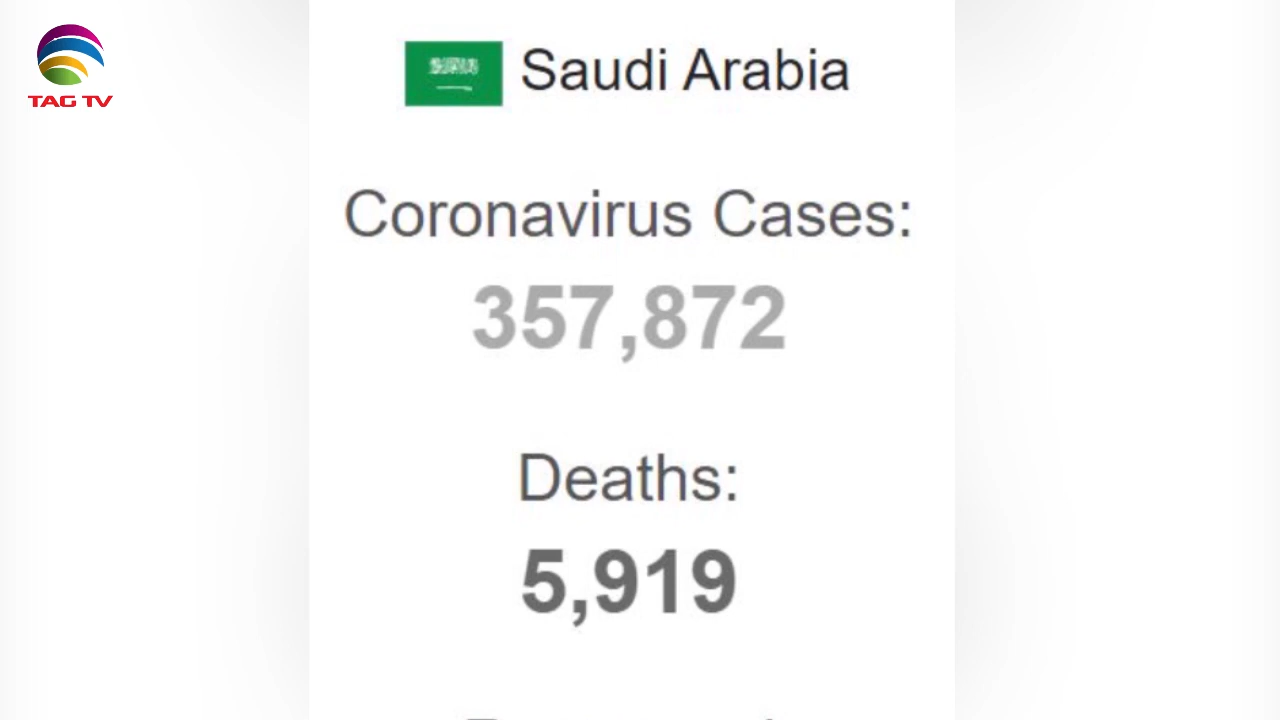 TAG TV
Saudi Arabia
Coronavirus Cases:
357,872
Deaths:
5,919